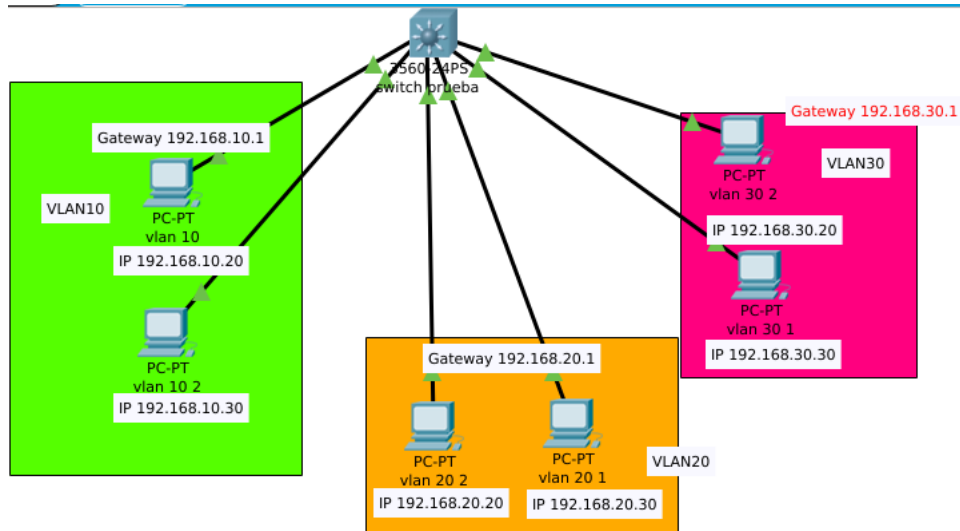 3560-24PS
switch prueba
Gateway 192.168.10.1
VLAN10
PC-PT
vlan 10
IP 192.168.10.20
PC-PT
vlan 10 2
IP 192.168.10.30
Gateway 192.168.20.1
PC-PT
vlan 20 2
IP 192.168.20.20
PC-PT
vlan 20 1
IP 192.168.20.30
VLAN20
Gateway 192.168.30.1
VLAN30
PC-PT
vlan 30 2
IP 192.168.30.20
PC-PT
vlan 30 1
IP 192.168.30.30